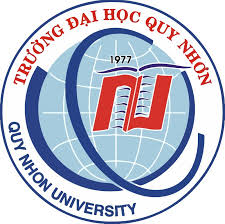 TRƯỜNG ĐẠI HỌC QUY NHƠN
1977
QUY NHON UNIVERSITY